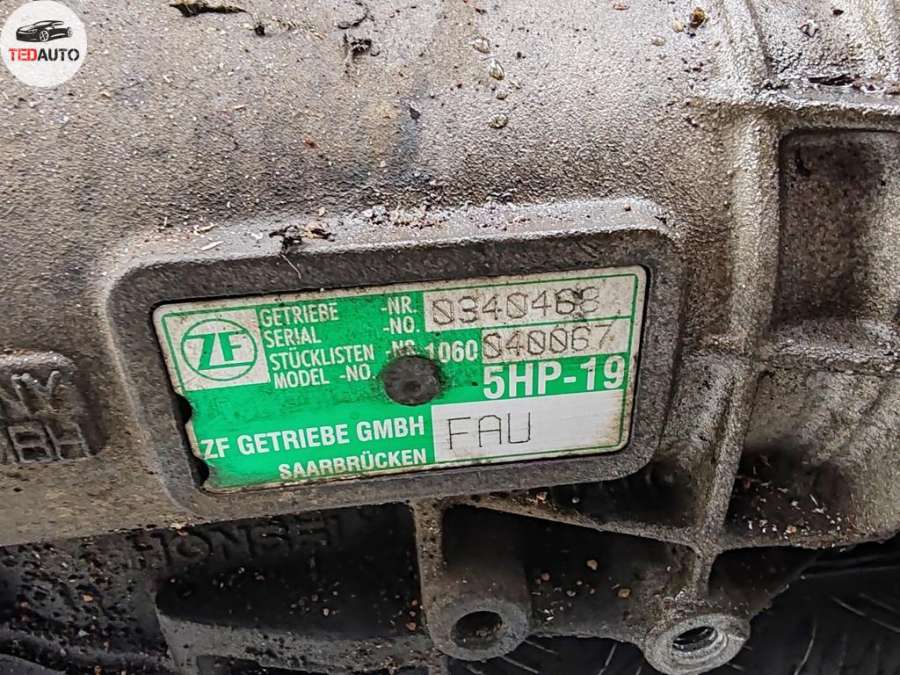 TEDAUTO
ZF
GETRIEBE -NR. 0340468
SERIAL -NO.
STÜCKLISTEN -NR. 1060 040067
MODEL -NO. 5HP-19
ZF GETRIEBE GMBH FAU
SAARBRÜCKEN
HONSEL